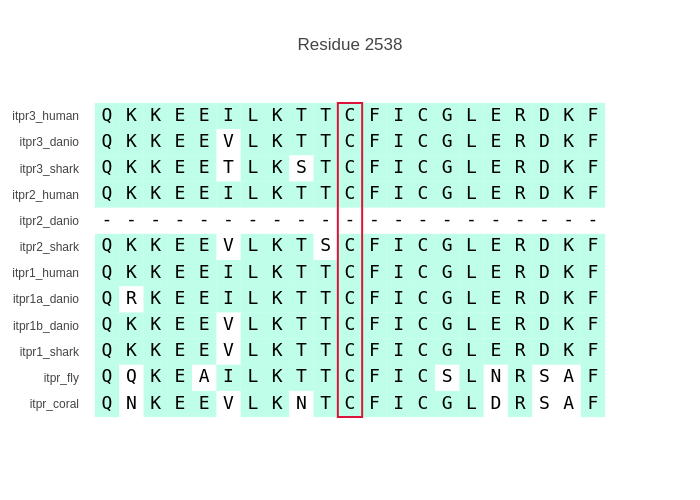 Residue 2538
itpr3_human Q K K E E I L K T T C F I C G L E R D K F
itpr3_danio Q K K E E V L K T T C F I C G L E R D K F
itpr3_shark Q K K E E T L K S T C F I C G L E R D K F
itpr2_human Q K K E E I L K T T C F I C G L E R D K F
itpr2_danio - - - - - - - - - - - - - - - - - - - - -
itpr2_shark Q K K E E V L K T S C F I C G L E R D K F
itpr1_human Q K K E E I L K T T C F I C G L E R D K F
itpr1a_danio Q R K E E I L K T T C F I C G L E R D K F
itpr1b_danio Q K K E E V L K T T C F I C G L E R D K F
itpr1_shark Q K K E E V L K T T C F I C G L E R D K F
itpr_fly Q Q K E A I L K T T C F I C S L N R S A F
itpr_coral Q N K E E V L K N T C F I C G L D R S A F